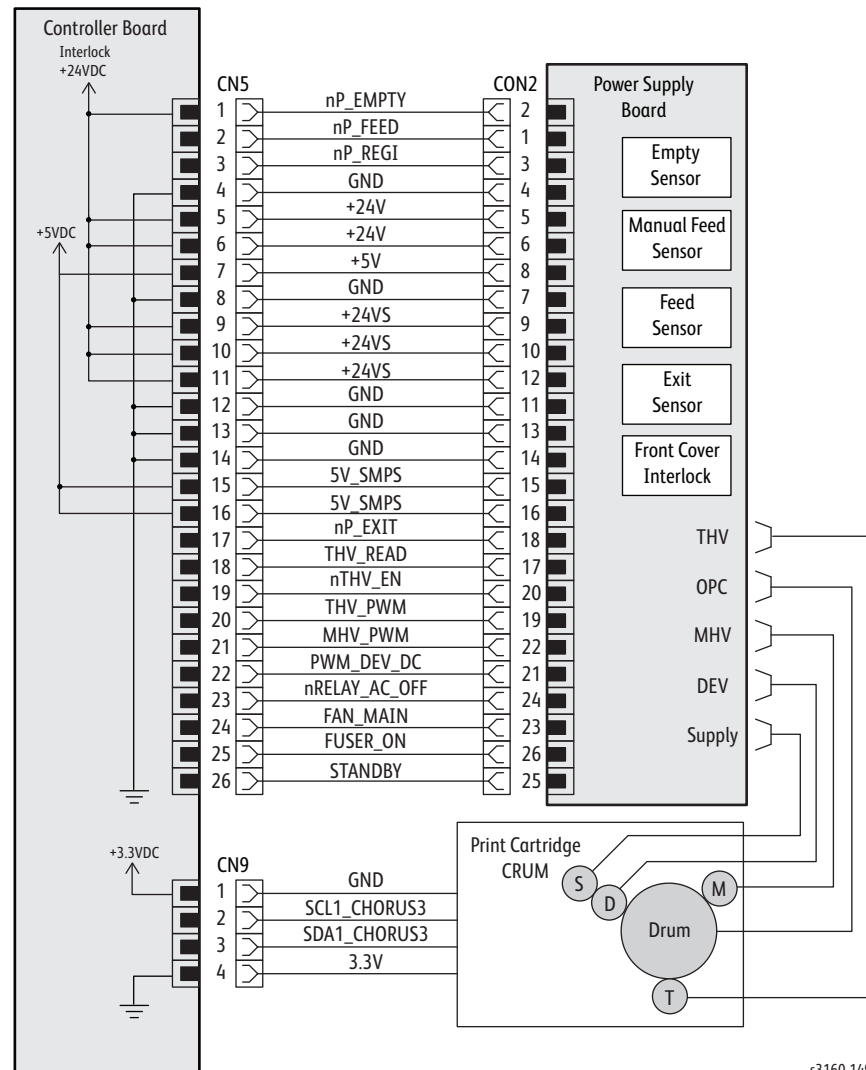 Controller Board
Interlock
+24VDC
+5VDC
CN5
CON2
Power Supply
Board
1 nP_EMPTY 2
2 nP_FEED 1
3 nP_REGI 3
4 GND 4
5 +24V 5
6 +24V 6
7 +5V 8
8 GND 7
9 +24VS 9
10 +24VS 10
11 +24VS 12
12 GND 11
13 GND 13
14 GND 14
15 5V_SMPS 15
16 5V_SMPS 16
17 nP_EXIT 18
18 THV_READ 17
19 nTHV_EN 20
20 THV_PWM 19
21 MHV_PWM 22
22 PWM_DEV_DC 21
23 nRELAY_AC_OFF 24
24 FAN_MAIN 23
25 FUSER_ON 26
26 STANDBY 25
Empty
Sensor
Manual Feed
Sensor
Feed
Sensor
Exit
Sensor
Front Cover
Interlock
THV
OPC
MHV
DEV
Supply
+3.3VDC
CN9
1 GND
2 SCL1_CHORUS3
3 SDA1_CHORUS3
4 3.3V
Print Cartridge
CRUM
S
D
M
Drum
T